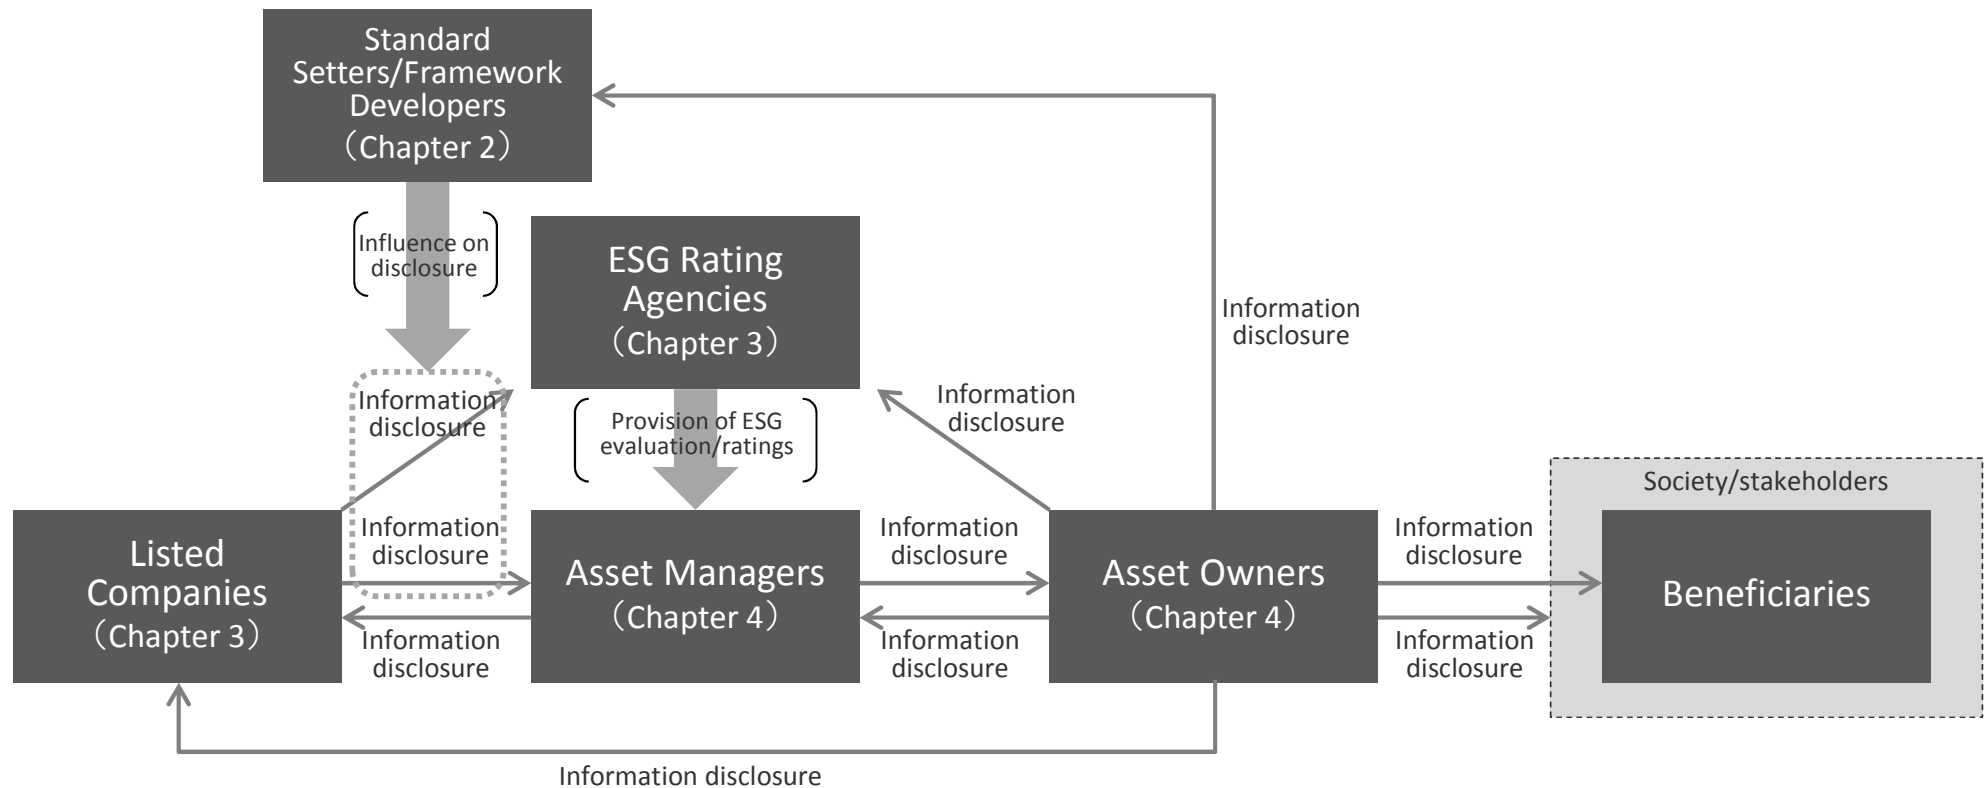 Standard
Setters/Framework
Developers
（Chapter 2）
Influence on
disclosure
ESG Rating
Agencies
（Chapter 3）
Information
disclosure
Information
disclosure
Information
disclosure
Provision of ESG
evaluation/ratings
Society/stakeholders
Listed
Companies
（Chapter 3）
Information
disclosure
Information
disclosure
Asset Managers
（Chapter 4）
Information
disclosure
Information
disclosure
Asset Owners
（Chapter 4）
Information
disclosure
Information
disclosure
Beneficiaries
Information disclosure